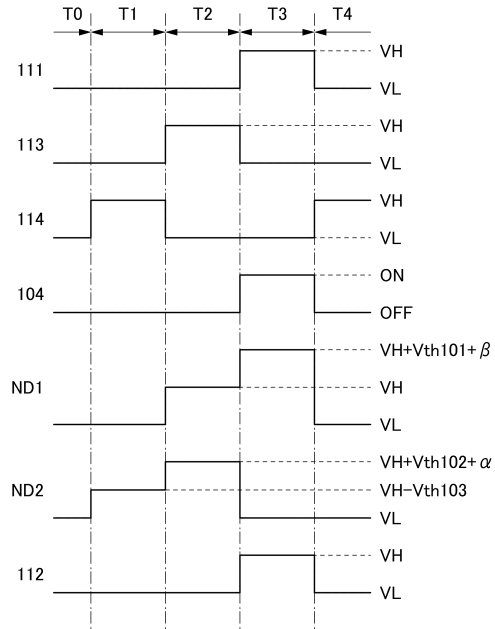 T0 T1 T2 T3 T4
111 VH
VL
113 VH
VL
114 VH
VL
104 ON
OFF
ND1 VH+Vth101+β
VH
VL
ND2 VH+Vth102+α
VH−Vth103
VL
112 VH
VL